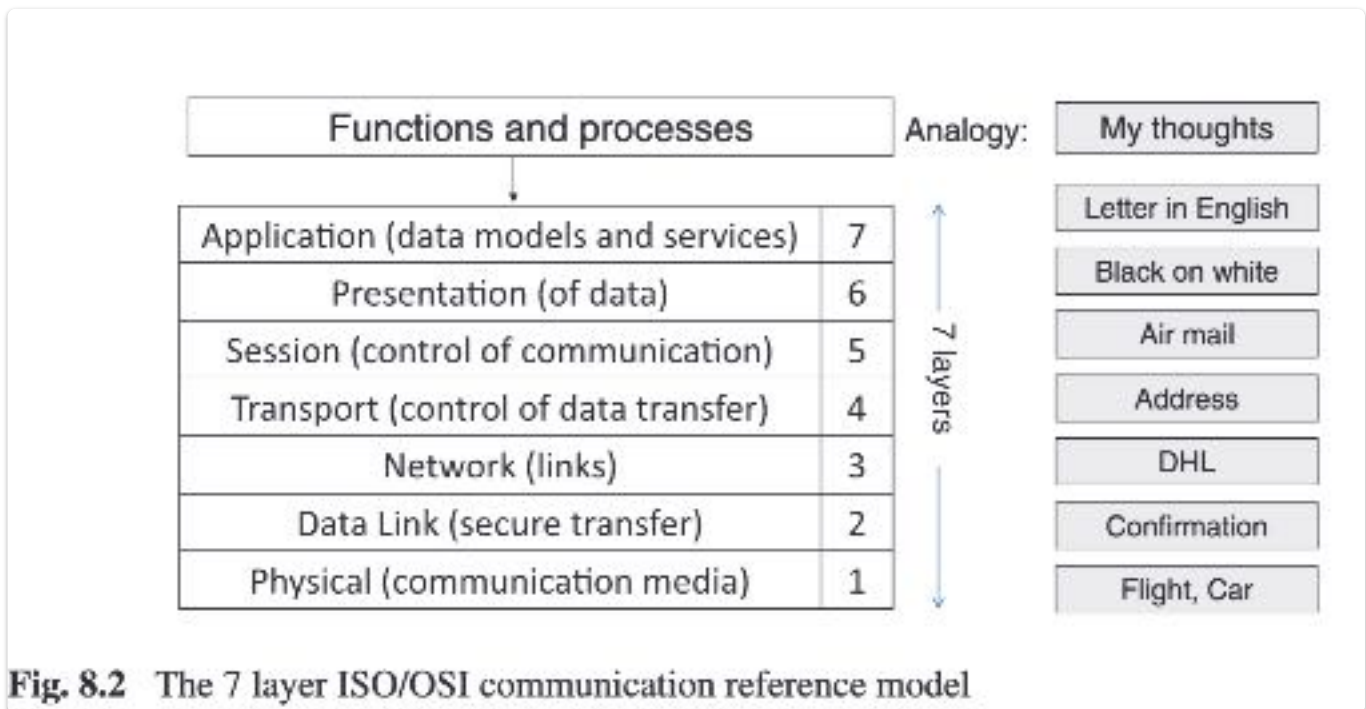 Functions and processes
Analogy:
My thoughts
Application (data models and services) 7
Presentation (of data) 6
Session (control of communication) 5
Transport (control of data transfer) 4
Network (links) 3
Data Link (secure transfer) 2
Physical (communication media) 1
7 layers
Letter in English
Black on white
Air mail
Address
DHL
Confirmation
Flight, Car
Fig. 8.2 The 7 layer ISO/OSI communication reference model